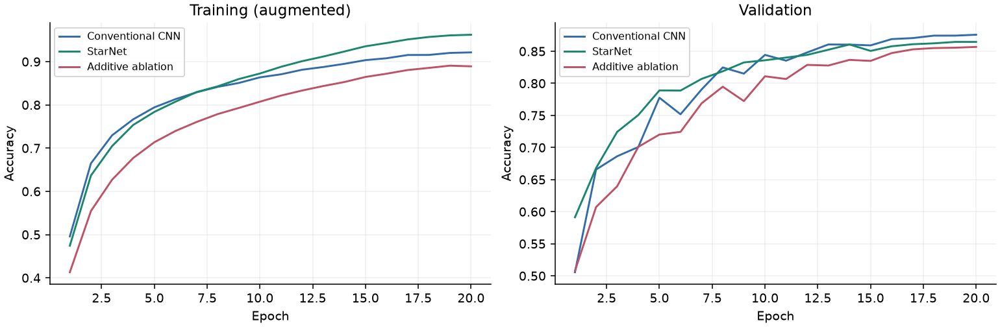 Training (augmented)
Conventional CNN
StarNet
Additive ablation
0.9
0.8
0.7
0.6
0.5
0.4
Accuracy
2.5 5.0 7.5 10.0 12.5 15.0 17.5 20.0
Epoch
Validation
Conventional CNN
StarNet
Additive ablation
0.85
0.80
0.75
0.70
0.65
0.60
0.55
0.50
Accuracy
2.5 5.0 7.5 10.0 12.5 15.0 17.5 20.0
Epoch